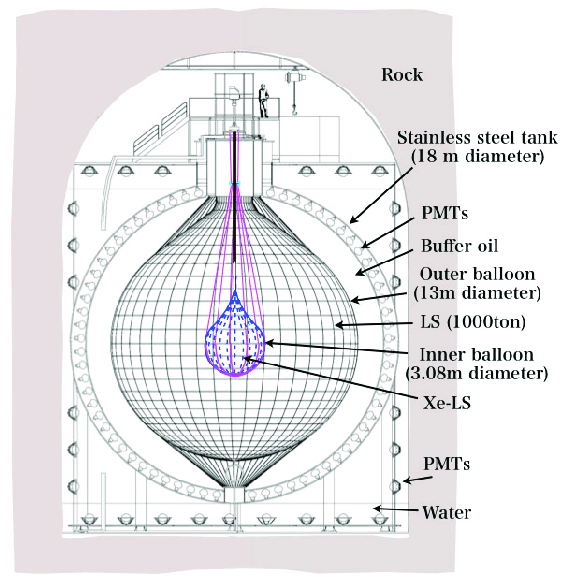 Rock
Stainless steel tank
(18 m diameter)
PMTs
Buffer oil
Outer balloon
(13m diameter)
LS (1000ton)
Inner balloon
(3.08m diameter)
Xe-LS
PMTs
Water